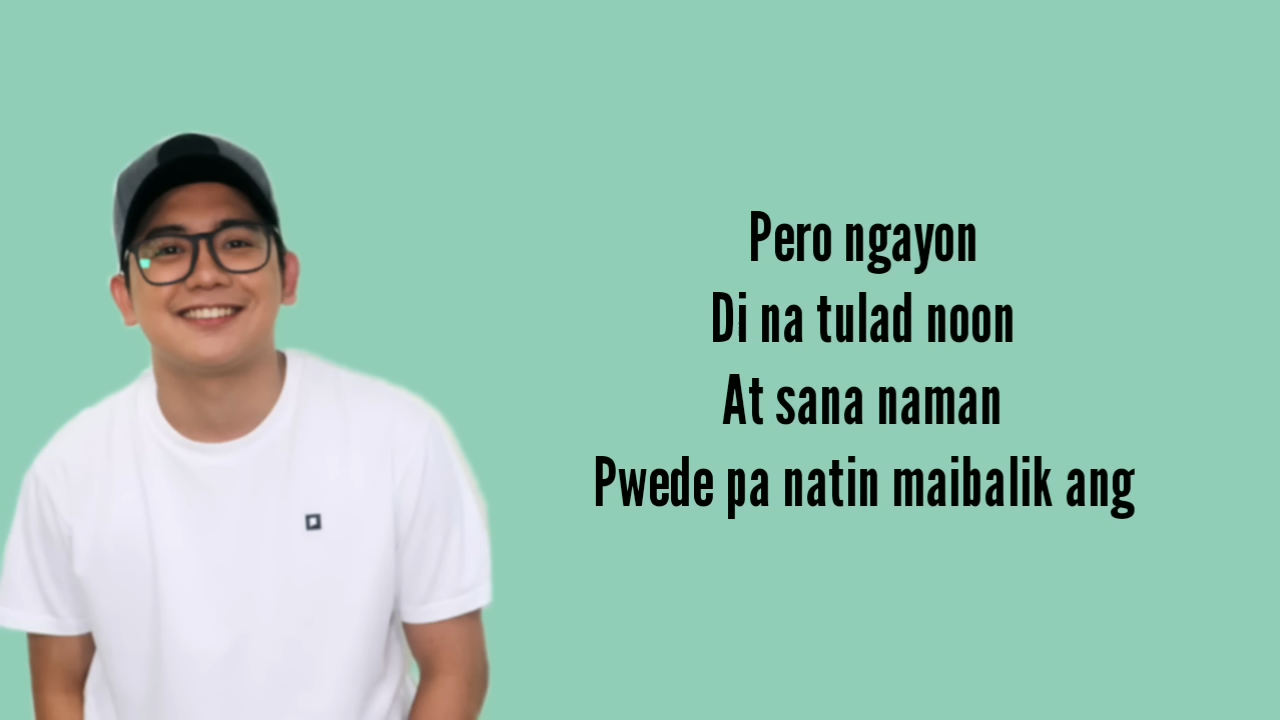 Pero ngayon
Di na tulad noon
At sana naman
Pwede pa natin maibalik ang